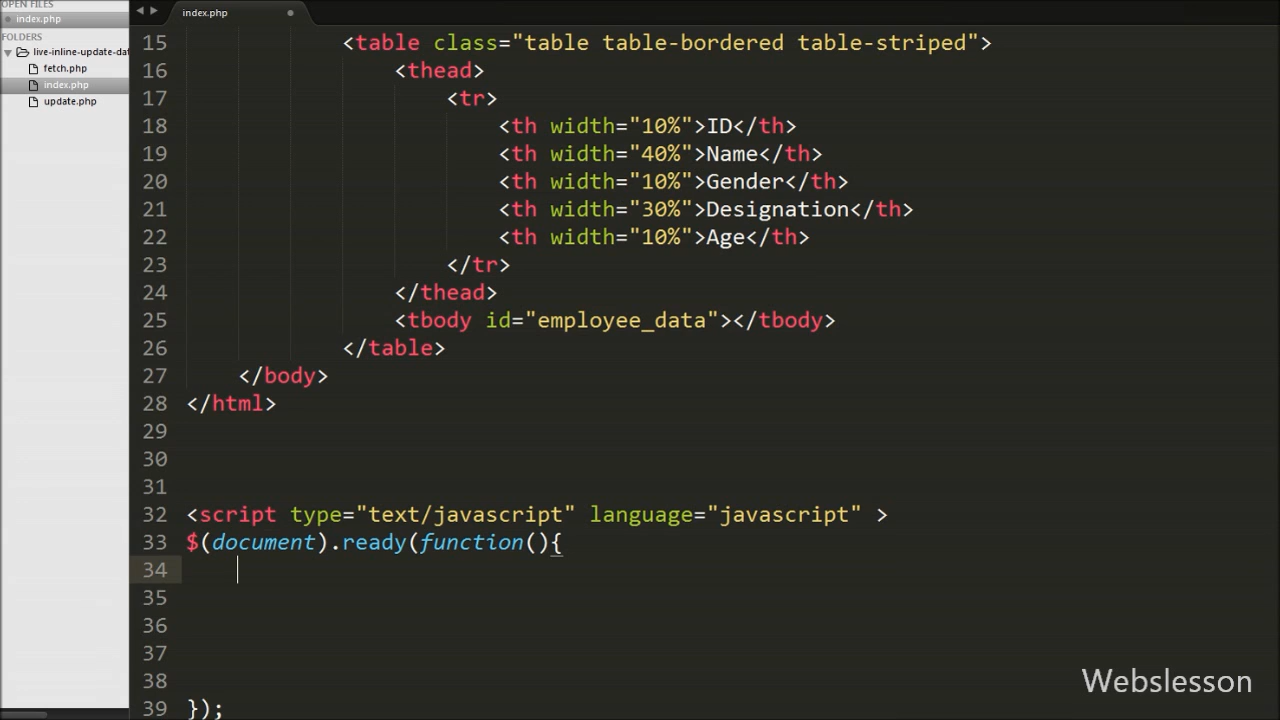 OPEN FILES
index.php
FOLDERS
live-inline-update-dat
fetch.php
index.php
update.php
index.php
15 <table class="table table-bordered table-striped">
16 <thead>
17 <tr>
18 <th width="10%">ID</th>
19 <th width="40%">Name</th>
20 <th width="10%">Gender</th>
21 <th width="30%">Designation</th>
22 <th width="10%">Age</th>
23 </tr>
24 </thead>
25 <tbody id="employee_data"></tbody>
26 </table>
27 </body>
28 </html>
29
30
31
32 <script type="text/javascript" language="javascript" >
33 $(document).ready(function(){
34
35
36
37
38
39 });
Webslesson